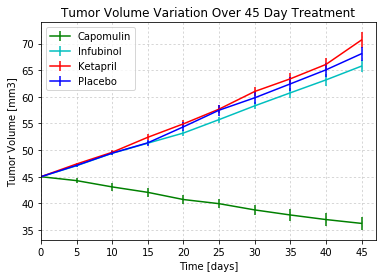 Tumor Volume Variation Over 45 Day Treatment
Capomulin
Infubinol
Ketapril
Placebo
Tumor Volume [mm3]
70
65
60
55
50
45
40
35
0 5 10 15 20 25 30 35 40 45
Time [days]